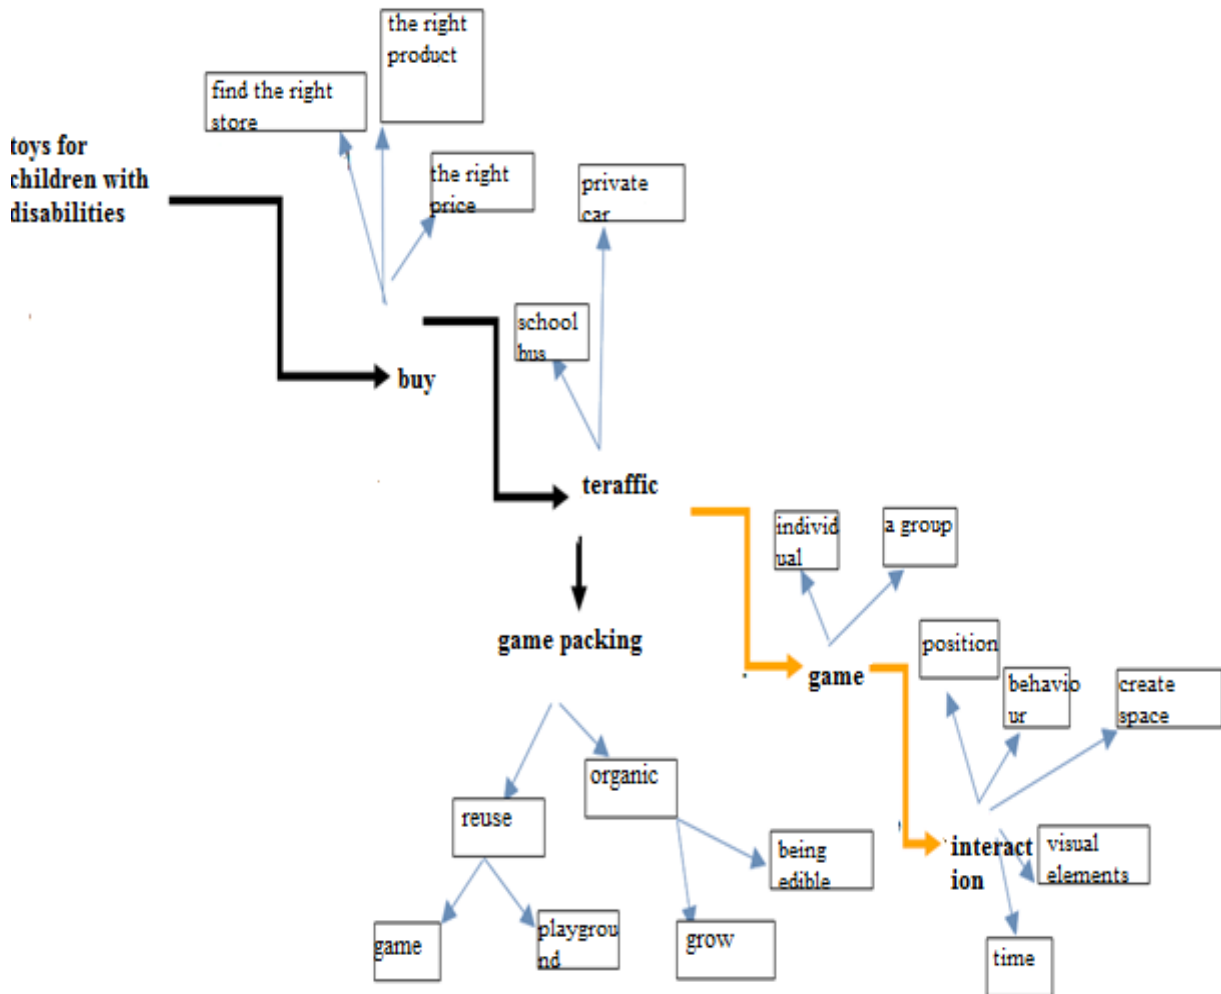 the right
product
find the right
store
toys for
children with
disabilities
the right
price
private
car
school
bus
buy
teraffic
individ
ual
a group
game packing
position
game
behavio
ur
create
space
organic
reuse
being
edible
interact
ion
visual
elements
game
playgrou
nd
grow
time